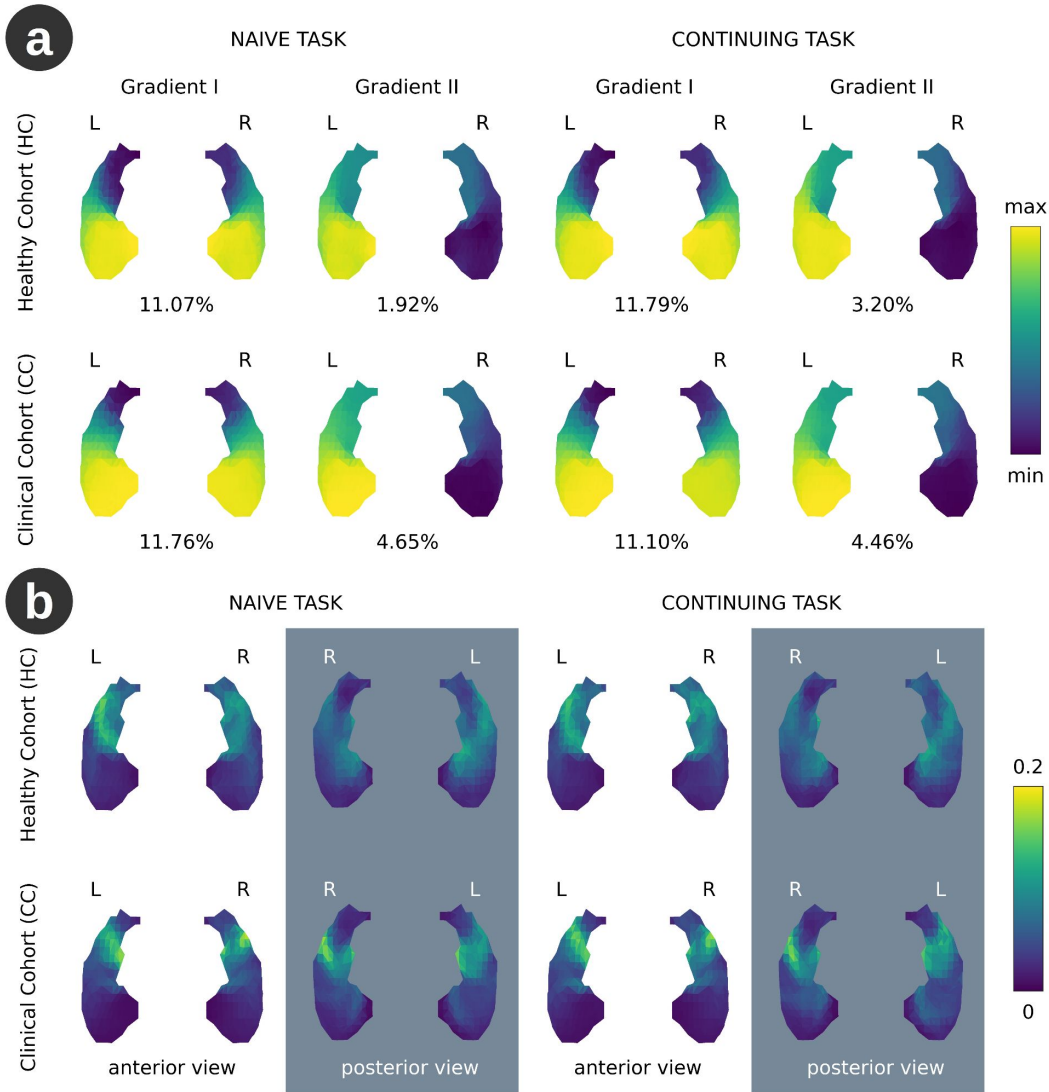 a
NAIVE TASK CONTINUING TASK
Gradient I Gradient II Gradient I Gradient II
L R L R L R L R
Healthy Cohort (HC)
max
11.07% 1.92% 11.79% 3.20%
L R L R L R L R
Clinical Cohort (CC)
min
11.76% 4.65% 11.10% 4.46%
b
NAIVE TASK CONTINUING TASK
L R R L L R R L
Healthy Cohort (HC)
0.2
L R R L L R R L
Clinical Cohort (CC)
0
anterior view posterior view anterior view posterior view